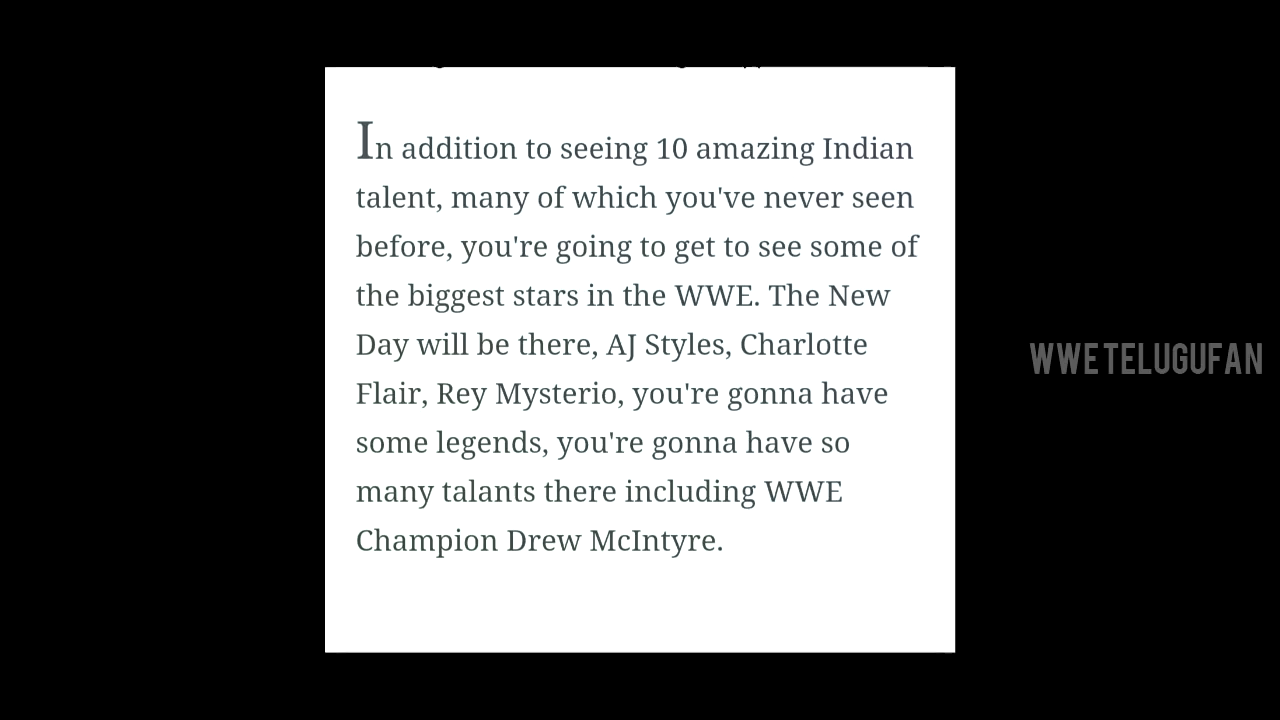 In addition to seeing 10 amazing Indian
talent, many of which you've never seen
before, you're going to get to see some of
the biggest stars in the WWE. The New
Day will be there, AJ Styles, Charlotte
Flair, Rey Mysterio, you're gonna have
some legends, you're gonna have so
many talants there including WWE
Champion Drew McIntyre.
WWETELUGUFAN